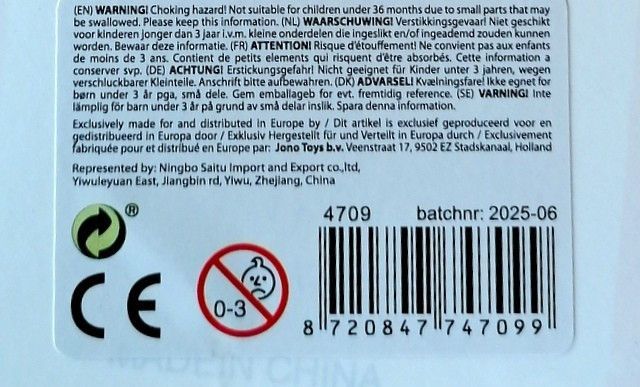 (EN) WARNING! Choking hazard! Not suitable for children under 36 months due to small parts that may
be swallowed. Please keep this information. (NL) WAARSCHUWING! Verstikkingsgevaar! Niet geschikt
voor kinderen jonger dan 3 jaar i.v.m. kleine onderdelen die ingeslikt en/of ingeademd zouden kunnen
worden. Bewaar deze informatie. (FR) ATTENTION! Risque d'étouffement! Ne convient pas aux enfants
de moins de 3 ans. Contient de petits elements qui risquent d'être absorbés. Cette information a
conserver svp. (DE) ACHTUNG! Erstickungsgefahr! Nicht geeignet für Kinder unter 3 jahren, wegen
verschluckbarer Kleinteile. Anschrift bitte aufbewahren. (DK) ADVARSEL! Kvælningsfare! Ikke egnet for
børn under 3 år pga, små dele. Gem emballageb for evt. fremtidig reference. (SE) VARNING! Inte
lämplig för barn under 3 år på grund av små delar inslik. Spara denna information.
Exclusively made for and distributed in Europe by / Dit artikel is exclusief geproduceerd voor en
gedistribueerd in Europa door / Exklusiv Hergestellt für und Verteilt in Europa durch / Exclusivement
fabriquée pour et distribué en Europe par: Jono Toys b.v. Veenstraat 17, 9502 EZ Stadskanaal, Holland
Represented by: Ningbo Saitu Import and Export co.,ltd,
Yiwuleyuan East, Jiangbin rd, Yiwu, Zhejiang, China
®
4709 batchnr: 2025-06
CE
0-3
8 720847 747099
MADE IN CHINA